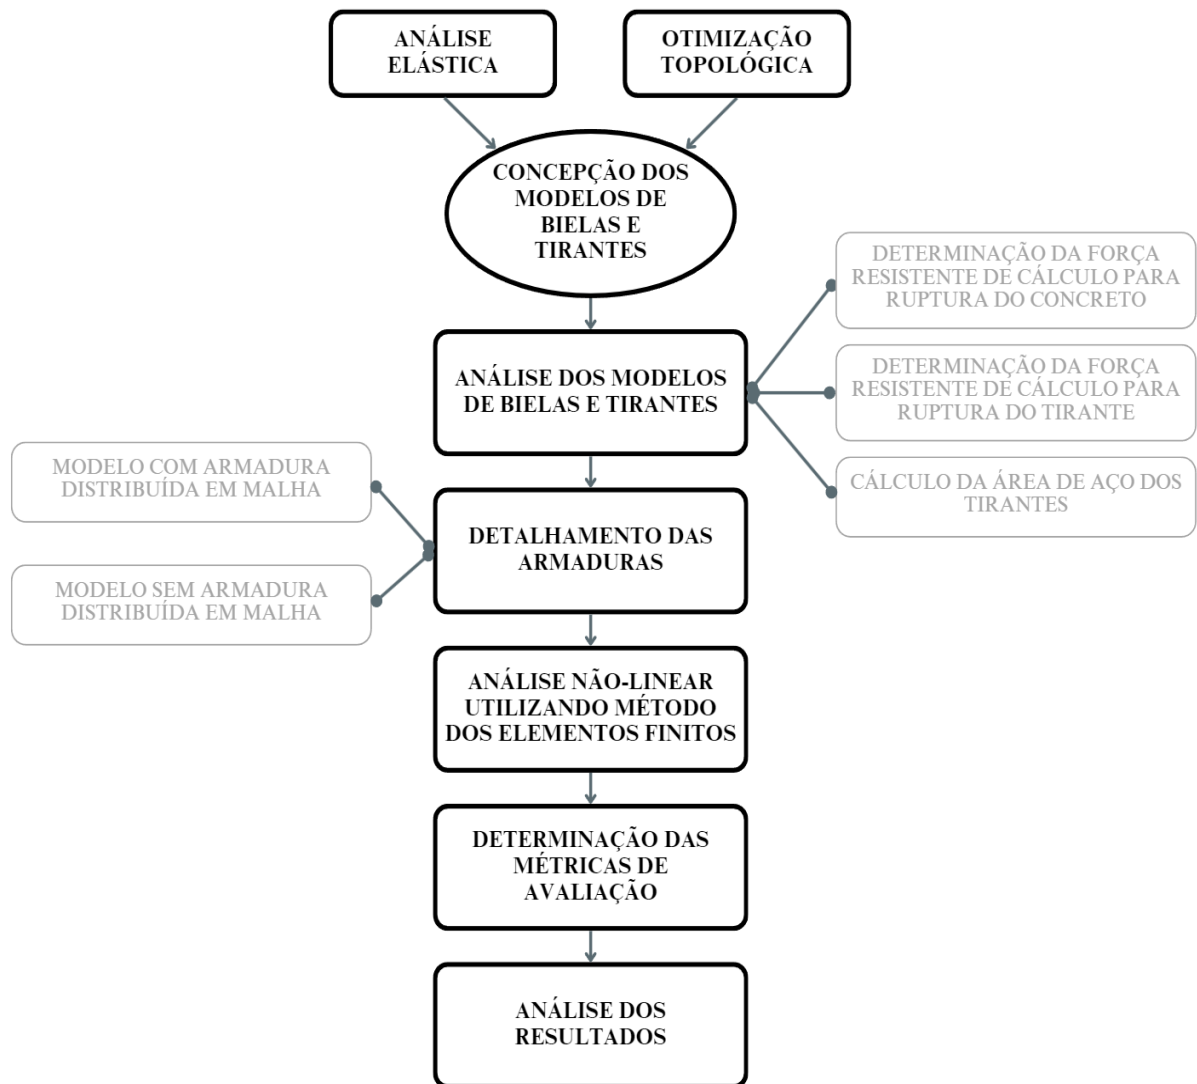 ANÁLISE
ELÁSTICA
OTIMIZAÇÃO
TOPOLÓGICA
CONCEPÇÃO DOS
MODELOS DE
BIELAS E
TIRANTES
DETERMINAÇÃO DA FORÇA
RESISTENTE DE CÁLCULO PARA
RUPTURA DO CONCRETO
ANÁLISE DOS MODELOS
DE BIELAS E TIRANTES
DETERMINAÇÃO DA FORÇA
RESISTENTE DE CÁLCULO PARA
RUPTURA DO TIRANTE
CÁLCULO DA ÁREA DE AÇO DOS
TIRANTES
MODELO COM ARMADURA
DISTRIBUÍDA EM MALHA
DETALHAMENTO DAS
ARMADURAS
MODELO SEM ARMADURA
DISTRIBUÍDA EM MALHA
ANÁLISE NÃO-LINEAR
UTILIZANDO MÉTODO
DOS ELEMENTOS FINITOS
DETERMINAÇÃO DAS
MÉTRICAS DE
AVALIAÇÃO
ANÁLISE DOS
RESULTADOS